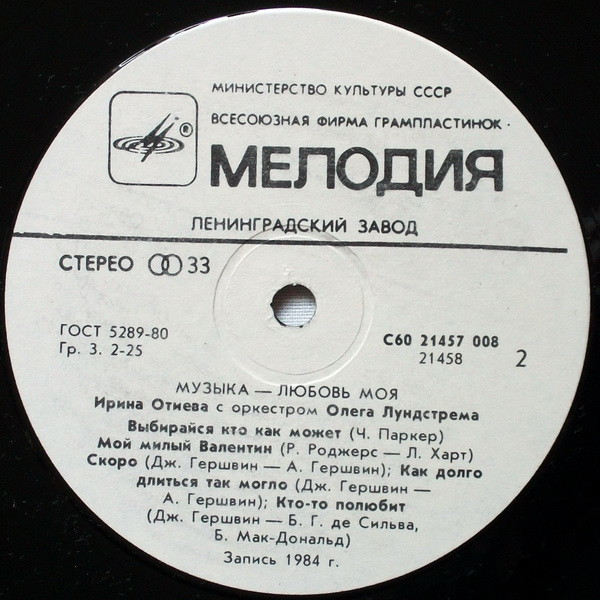 МИНИСТЕРСТВО КУЛЬТУРЫ СССР
ВСЕСОЮЗНАЯ ФИРМА ГРАМПЛАСТИНОК ·
®
МЕЛОДИЯ
ЛЕНИНГРАДСКИЙ ЗАВОД
СТЕРЕО 33
ГОСТ 5289-80
Гр. 3. 2-25
С60 21457 008
21458
2
МУЗЫКА — ЛЮБОВЬ МОЯ
Ирина Отиева с оркестром Олега Лундстрема
Выбирайся кто как может (Ч. Паркер)
Мой милый Валентин (Р. Роджерс — Л. Харт)
Скоро (Дж. Гершвин — А. Гершвин); Как долго
длиться так могло (Дж. Гершвин —
А. Гершвин); Кто-то полюбит
(Дж. Гершвин — Б. Г. де Сильва,
Б. Мак-Дональд)
Запись 1984 г.